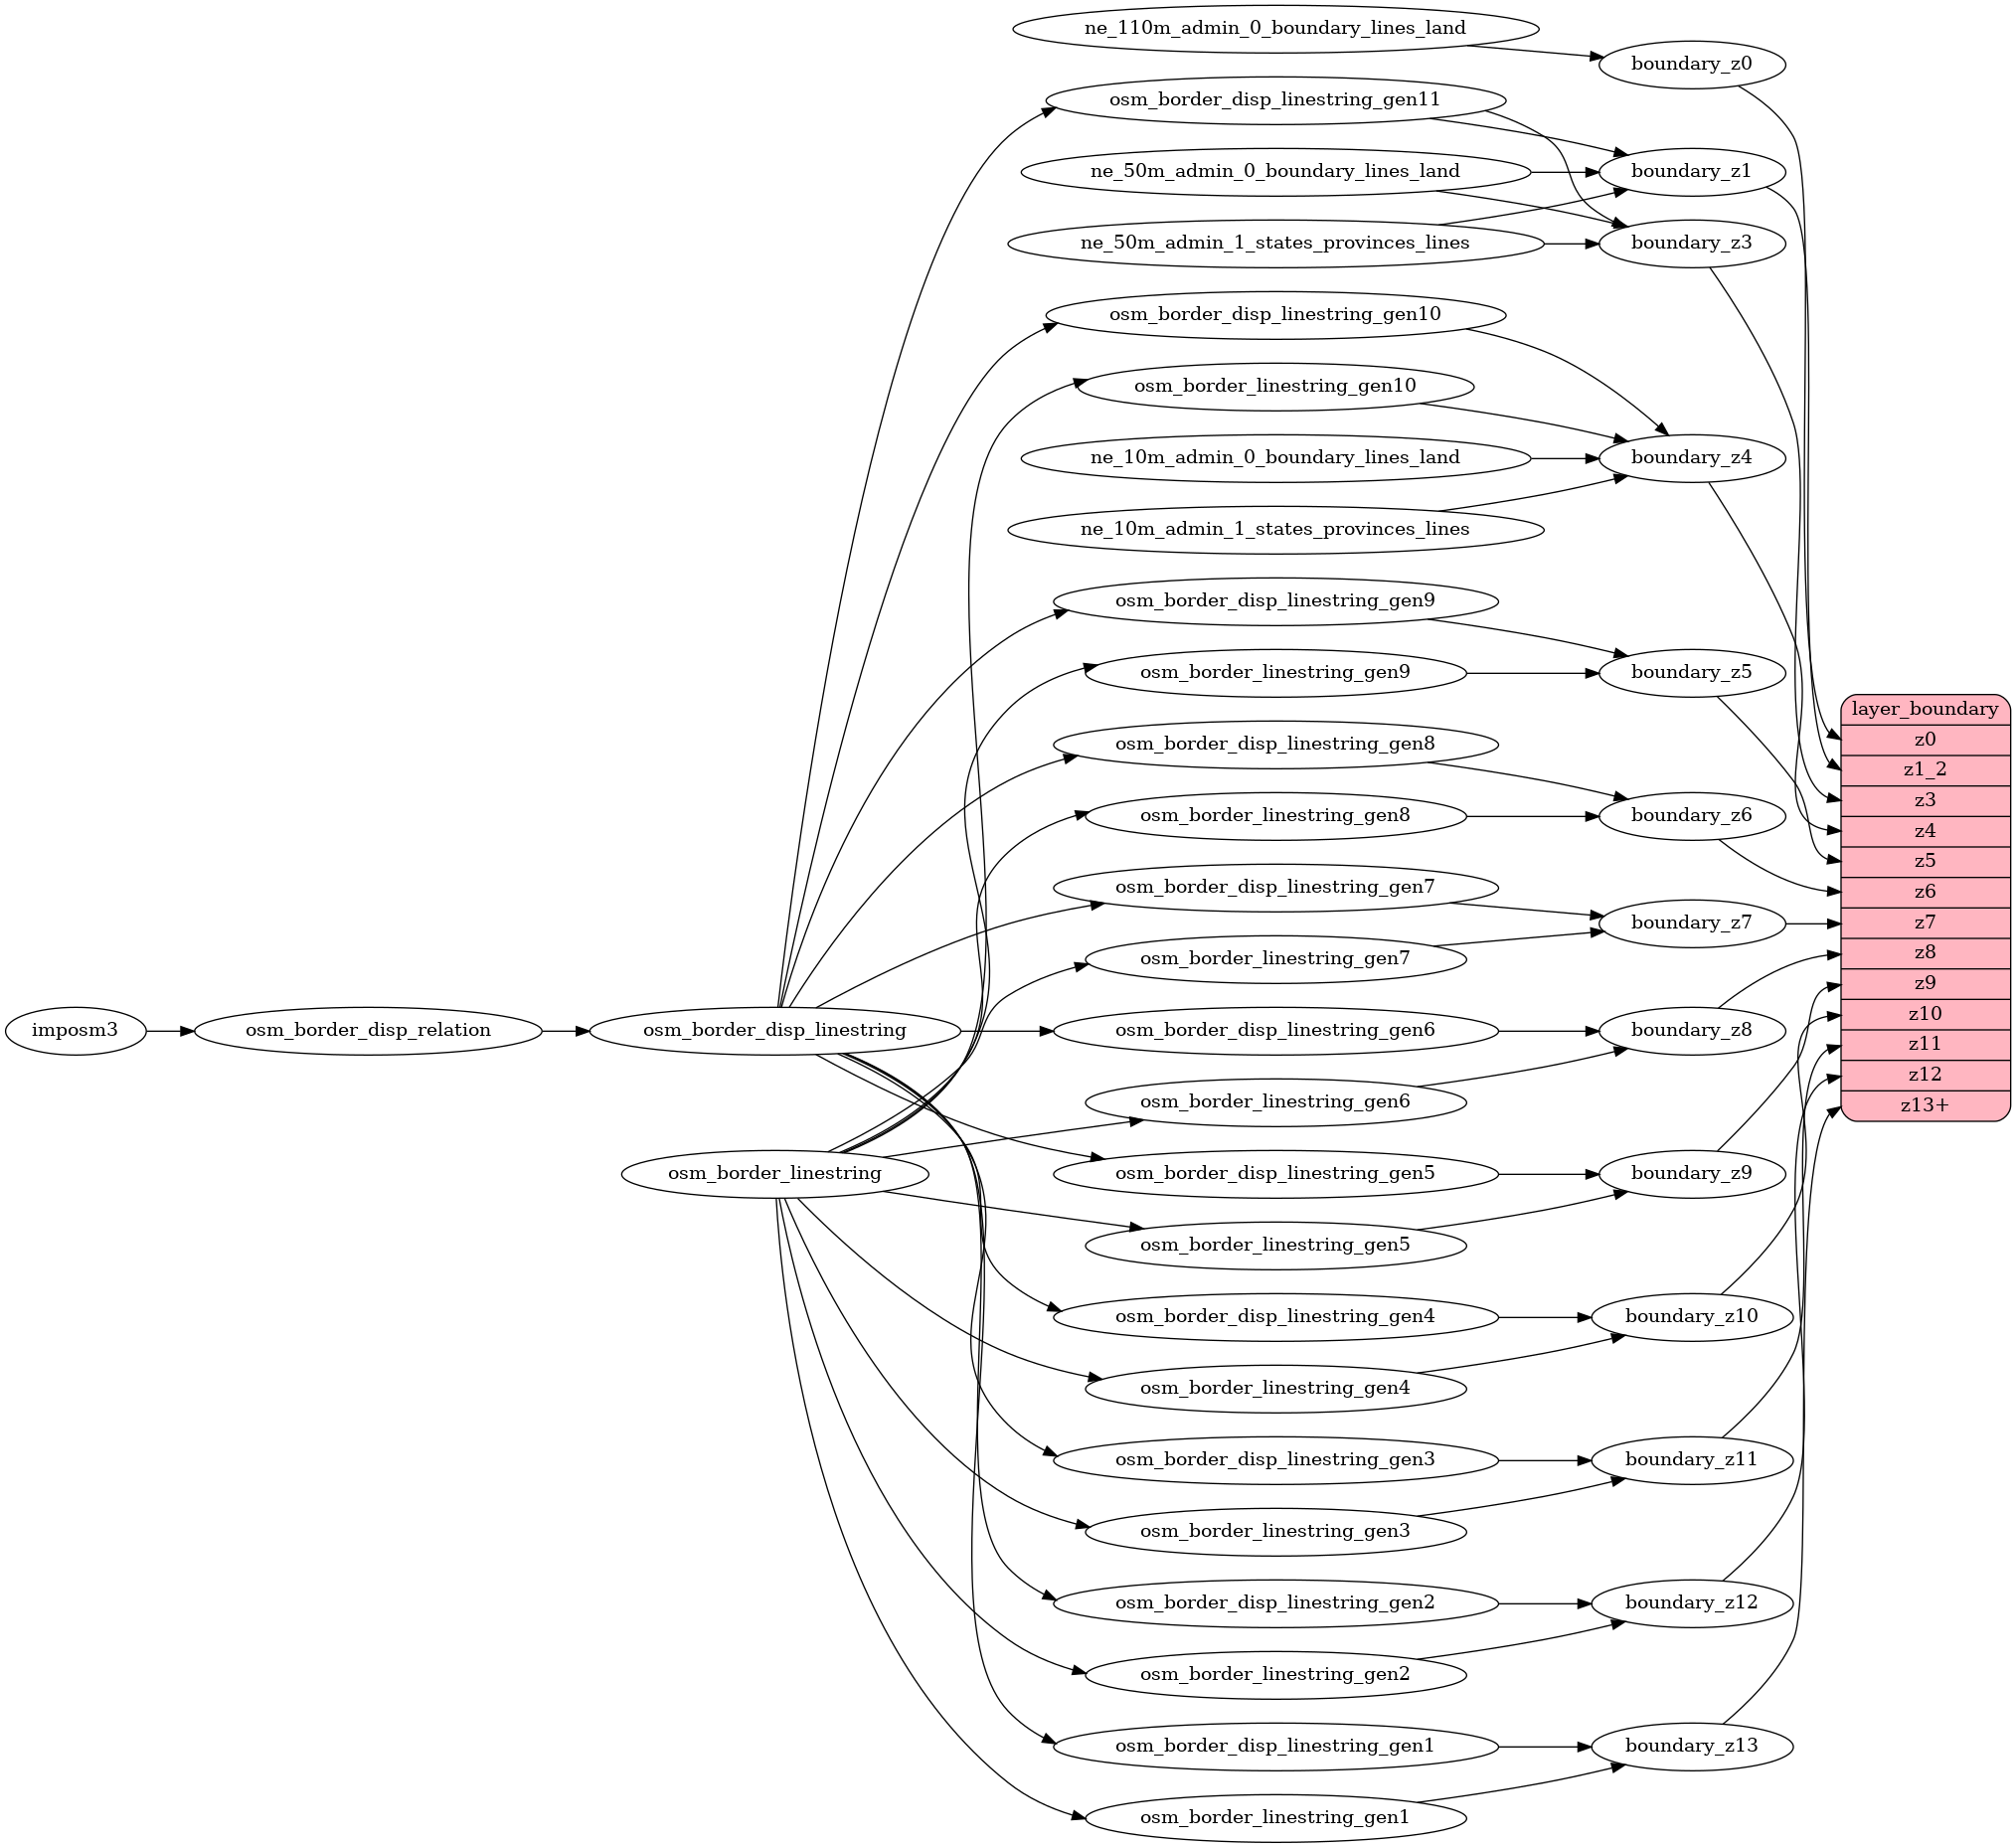 ne_110m_admin_0_boundary_lines_land
boundary_z0
osm_border_disp_linestring_gen11
ne_50m_admin_0_boundary_lines_land
boundary_z1
ne_50m_admin_1_states_provinces_lines
boundary_z3
osm_border_disp_linestring_gen10
osm_border_linestring_gen10
ne_10m_admin_0_boundary_lines_land
boundary_z4
ne_10m_admin_1_states_provinces_lines
osm_border_disp_linestring_gen9
osm_border_linestring_gen9
boundary_z5
layer_boundary
z0
z1_2
z3
z4
z5
z6
z7
z8
z9
z10
z11
z12
z13+
osm_border_disp_linestring_gen8
osm_border_linestring_gen8
boundary_z6
osm_border_disp_linestring_gen7
boundary_z7
osm_border_linestring_gen7
imposm3
osm_border_disp_relation
osm_border_disp_linestring
osm_border_disp_linestring_gen6
boundary_z8
osm_border_linestring_gen6
osm_border_linestring
osm_border_disp_linestring_gen5
boundary_z9
osm_border_linestring_gen5
osm_border_disp_linestring_gen4
boundary_z10
osm_border_linestring_gen4
osm_border_disp_linestring_gen3
boundary_z11
osm_border_linestring_gen3
osm_border_disp_linestring_gen2
boundary_z12
osm_border_linestring_gen2
osm_border_disp_linestring_gen1
boundary_z13
osm_border_linestring_gen1